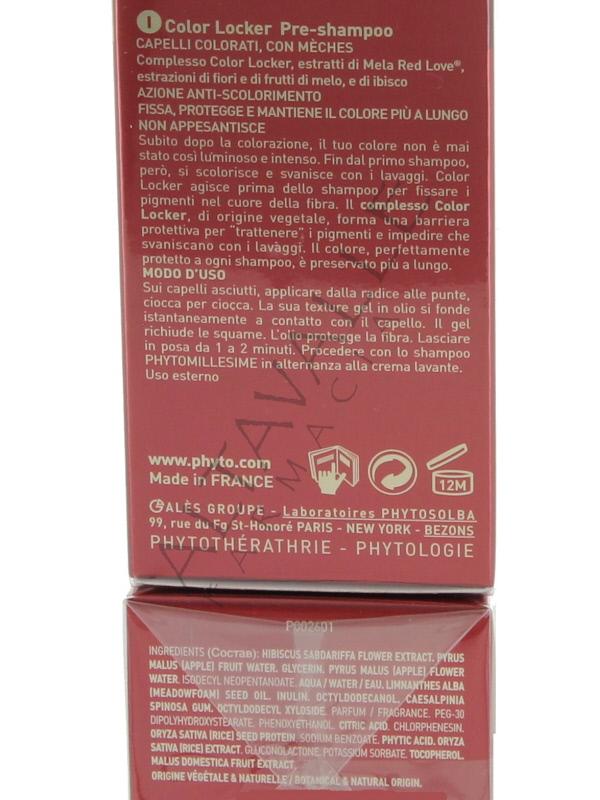 I Color Locker Pre-shampoo
CAPELLI COLORATI, CON MÈCHES
Complesso Color Locker, estratti di Mela Red Love®,
estrazioni di fiori e di frutti di melo, e di ibisco
AZIONE ANTI-SCOLORIMENTO
FISSA, PROTEGGE E MANTIENE IL COLORE PIÙ A LUNGO
NON APPESANTISCE
Subito dopo la colorazione, il tuo colore non è mai
stato così luminoso e intenso. Fin dal primo shampoo,
però, si scolorisce e svanisce con i lavaggi. Color
Locker agisce prima dello shampoo per fissare i
pigmenti nel cuore della fibra. Il complesso Color
Locker, di origine vegetale, forma una barriera
protettiva per "trattenere" i pigmenti e impedire che
svaniscano con i lavaggi. Il colore, perfettamente
protetto a ogni shampoo, è preservato più a lungo.
MODO D'USO
Sui capelli asciutti, applicare dalla radice alle punte,
ciocca per ciocca. La sua texture gel in olio si fonde
istantaneamente a contatto con il capello. Il gel
richiude le squame. L'olio protegge la fibra. Lasciare
in posa da 1 a 2 minuti. Procedere con lo shampoo
PHYTOMILLESIME in alternanza alla crema lavante.
Uso esterno
www.phyto.com
Made in FRANCE
12M
ALÈS GROUPE - Laboratoires PHYTOSOLBA
99, rue du Fg St-Honoré PARIS - NEW YORK - BEZONS
PHYTOTHÉRATHRIE - PHYTOLOGIE
ALTAVALLE
FARMACIA
P002601
INGREDIENTS (Состав): HIBISCUS SABDARIFFA FLOWER EXTRACT. PYRUS
MALUS (APPLE) FRUIT WATER. GLYCERIN. PYRUS MALUS (APPLE) FLOWER
WATER. ISODECYL NEOPENTANOATE. AQUA / WATER / EAU. LIMNANTHES ALBA
(MEADOWFOAM) SEED OIL. INULIN. OCTYLDODECANOL. CAESALPINIA
SPINOSA GUM. OCTYLDODECYL XYLOSIDE. PARFUM / FRAGRANCE. PEG-30
DIPOLYHYDROXYSTEARATE. PHENOXYETHANOL. CITRIC ACID. CHLORPHENESIN.
ORYZA SATIVA (RICE) SEED PROTEIN. SODIUM BENZOATE. PHYTIC ACID. ORYZA
SATIVA (RICE) EXTRACT. GLUCONOLACTONE. POTASSIUM SORBATE. TOCOPHEROL.
MALUS DOMESTICA FRUIT EXTRACT.
ORIGINE VÉGÉTALE & NATURELLE / BOTANICAL & NATURAL ORIGIN.